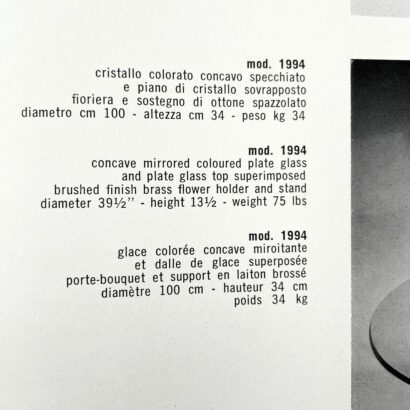 mod. 1994
cristallo colorato concavo specchiato
e piano di cristallo sovrapposto
fioriera e sostegno di ottone spazzolato
diametro cm 100 - altezza cm 34 - peso kg 34
mod. 1994
concave mirrored coloured plate glass
and plate glass top superimposed
brushed finish brass flower holder and stand
diameter 39½” - height 13½ - weight 75 lbs
mod. 1994
glace colorée concave miroitante
et dalle de glace superposée
porte-bouquet et support en laiton brossé
diamètre 100 cm - hauteur 34 cm
poids 34 kg